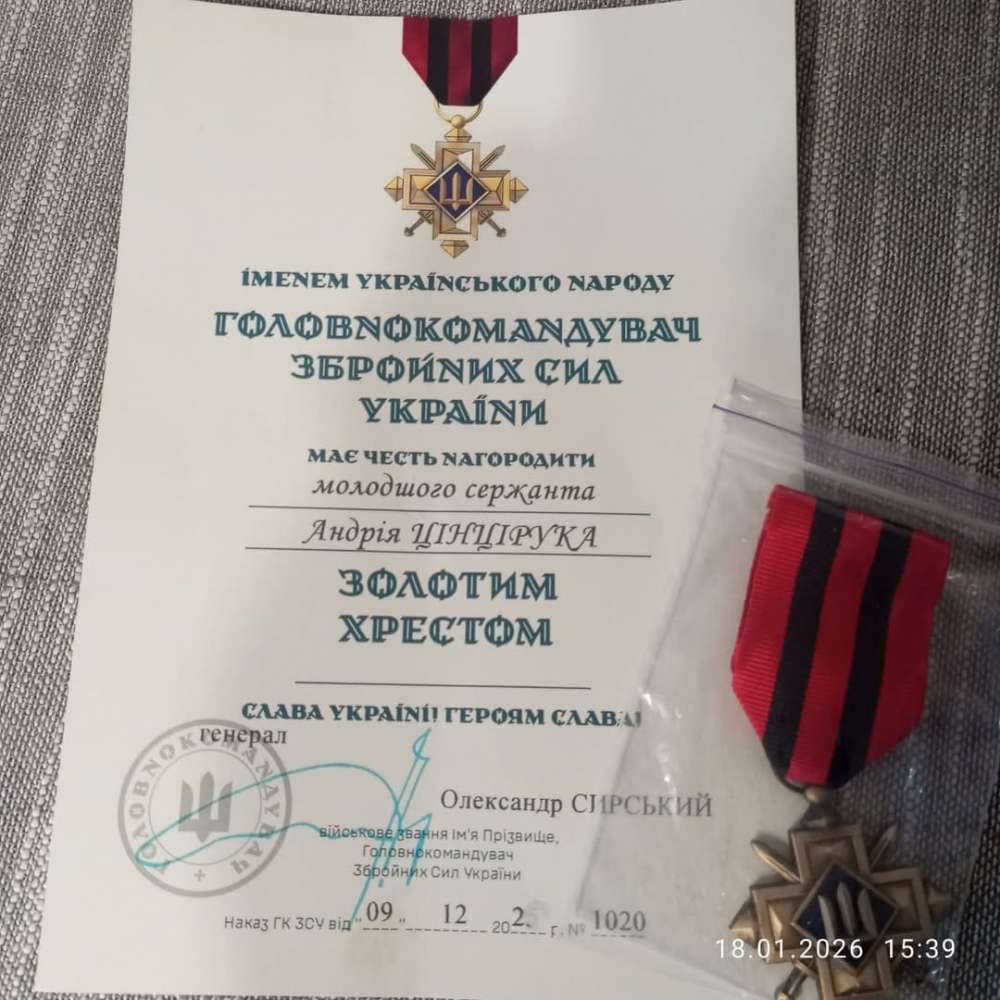 ІМЕНЕМ УКРАЇНСЬКОГО НАРОДУ
ГОЛОВНОКОМАНДУВАЧ
ЗБРОЙНИХ СИЛ
УКРАЇНИ
МАЄ ЧЕСТЬ НАГОРОДИТИ
молодшого сержанта
Андрія ЦІНЦІРУКА
ЗОЛОТИМ
ХРЕСТОМ
СЛАВА УКРАЇНІ! ГЕРОЯМ СЛАВА!
генерал
ГОЛОВНОКОМАНДУВАЧ
Олександр СИРСЬКИЙ
військове звання Ім'я Прізвище,
Головнокомандувач
Збройних Сил України
Наказ ГК ЗСУ від "09" 12 202 р. № 1020
18.01.2026 15:39